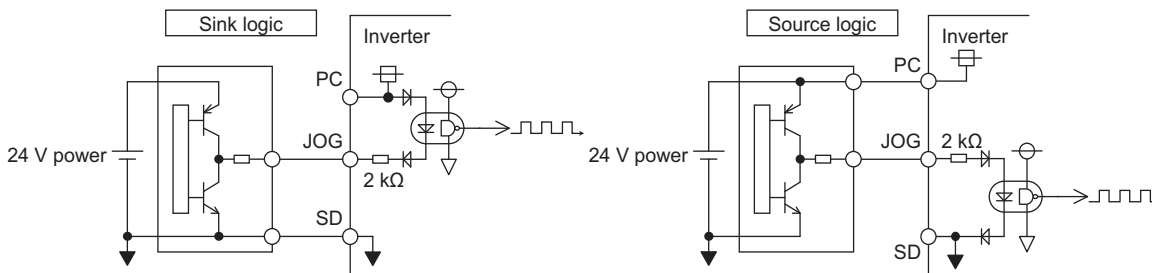 Sink logic
Inverter
PC
24 V power
JOG
2 kΩ
SD
Source logic
Inverter
PC
24 V power
JOG
2 kΩ
SD